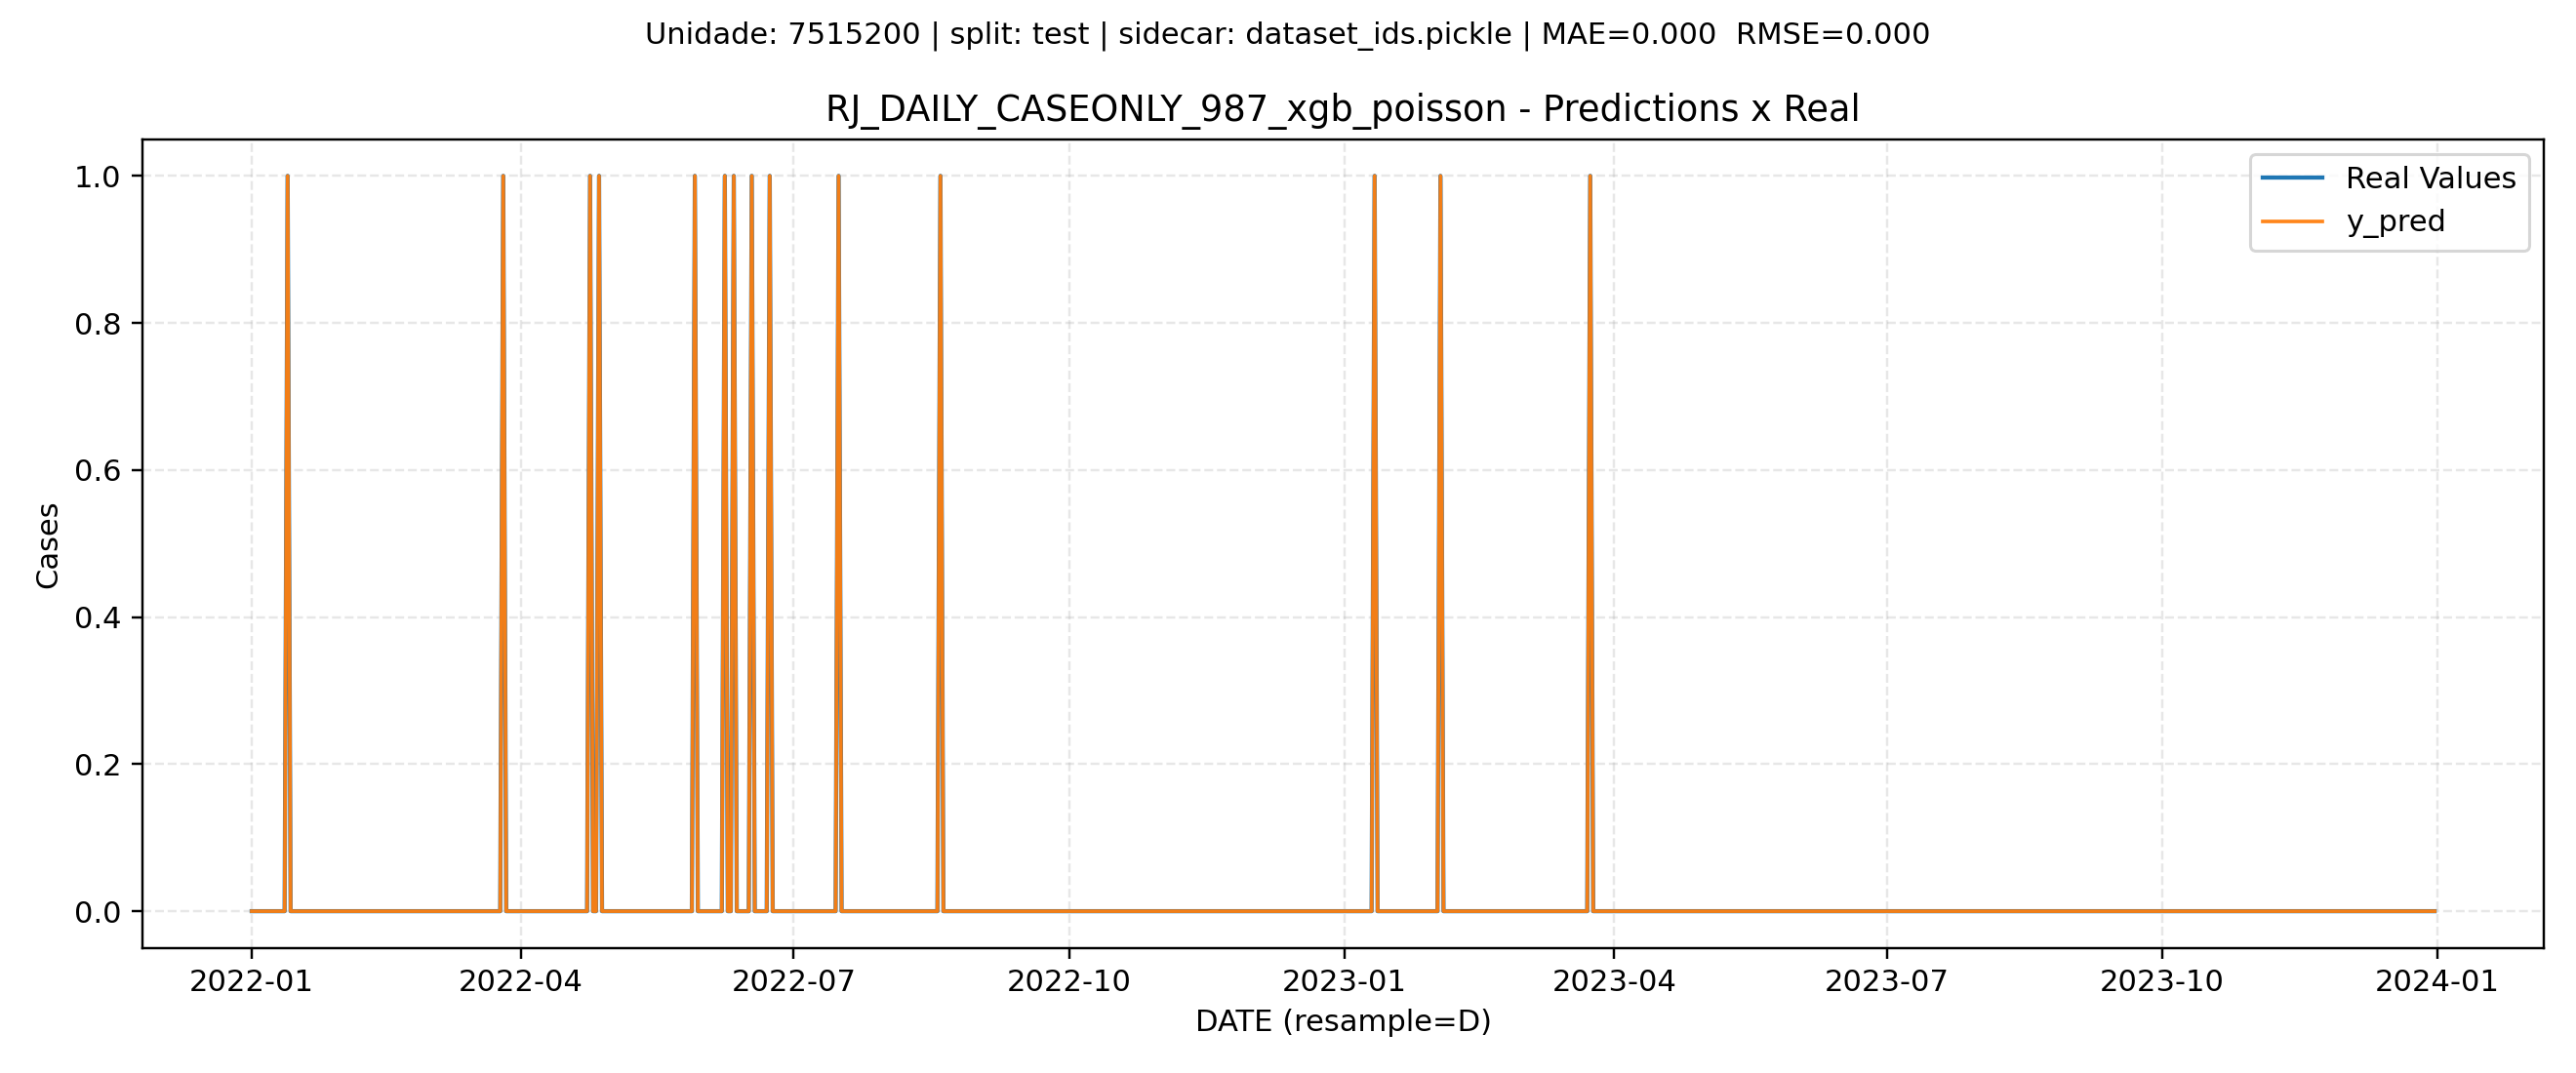 Unidade: 7515200 | split: test | sidecar: dataset_ids.pickle | MAE=0.000  RMSE=0.000
RJ_DAILY_CASEONLY_987_xgb_poisson - Predictions x Real
Real Values
y_pred
1.0
0.8
0.6
0.4
0.2
0.0
Cases
2022-01 2022-04 2022-07 2022-10 2023-01 2023-04 2023-07 2023-10 2024-01
DATE (resample=D)